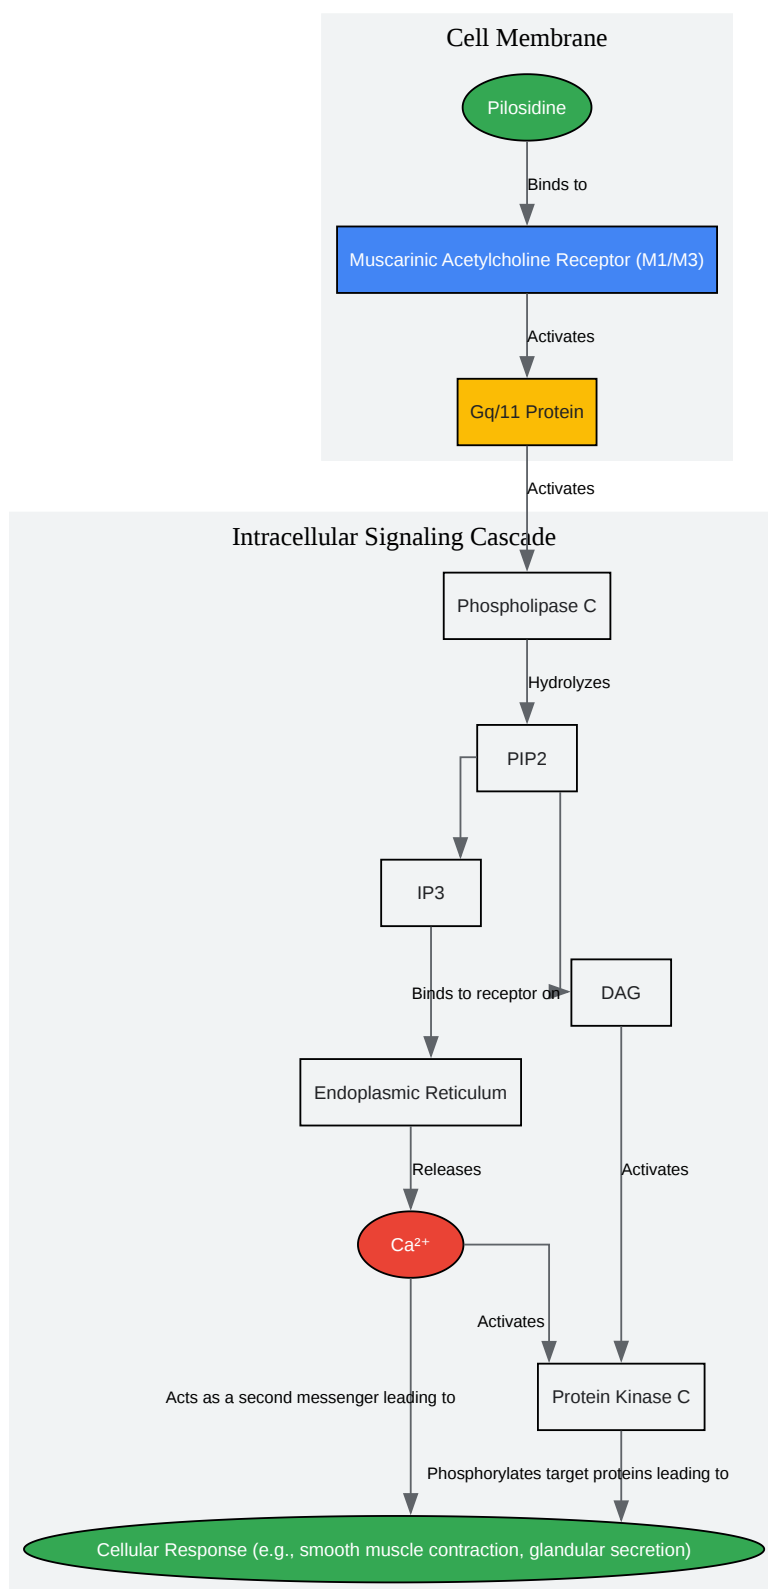 Cell Membrane
Pilosidine
Binds to
Muscarinic Acetylcholine Receptor (M1/M3)
Activates
Gq/11 Protein
Activates
Intracellular Signaling Cascade
Phospholipase C
Hydrolyzes
PIP2
IP3
Binds to receptor on
DAG
Endoplasmic Reticulum
Releases
Activates
Ca²⁺
Activates
Protein Kinase C
Acts as a second messenger leading to
Phosphorylates target proteins leading to
Cellular Response (e.g., smooth muscle contraction, glandular secretion)